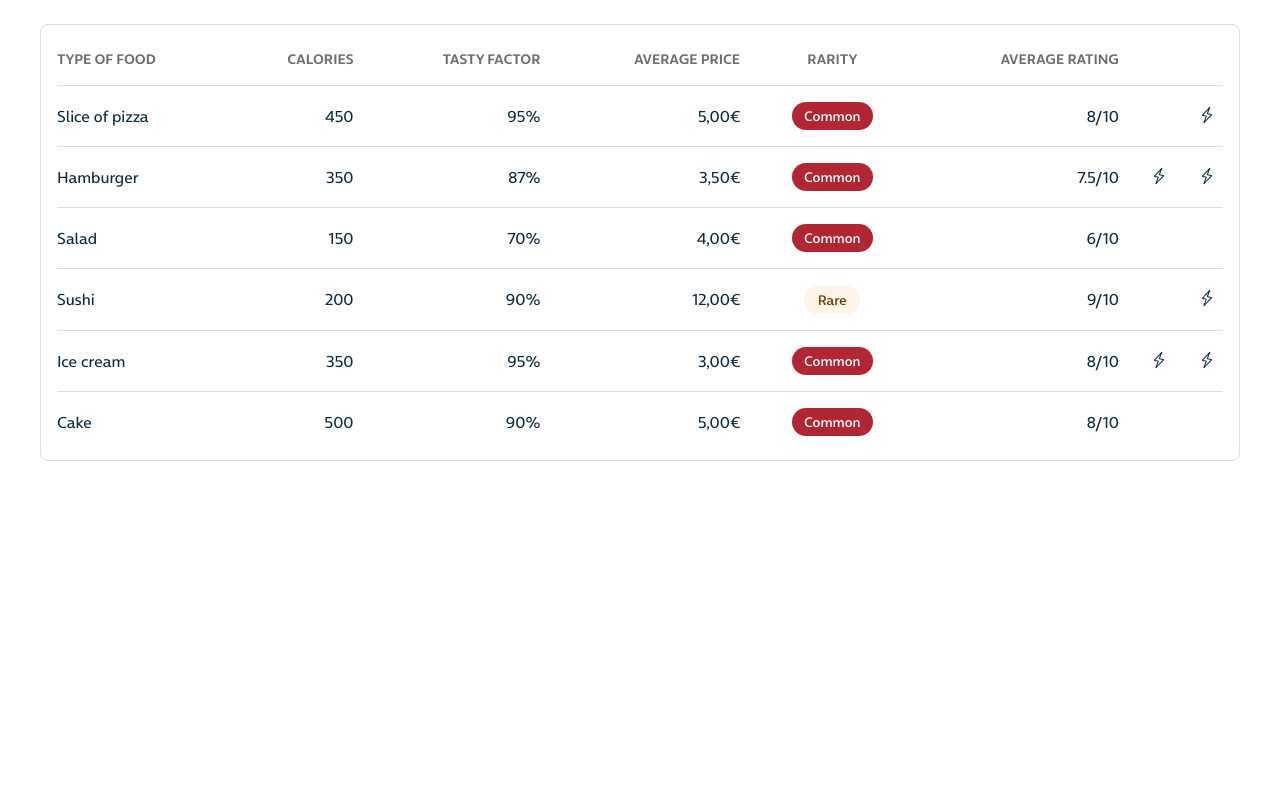 TYPE OF FOOD CALORIES TASTY FACTOR AVERAGE PRICE RARITY AVERAGE RATING
Slice of pizza 450 95% 5,00€ Common 8/10
Hamburger 350 87% 3,50€ Common 7.5/10
Salad 150 70% 4,00€ Common 6/10
Sushi 200 90% 12,00€ Rare 9/10
Ice cream 350 95% 3,00€ Common 8/10
Cake 500 90% 5,00€ Common 8/10